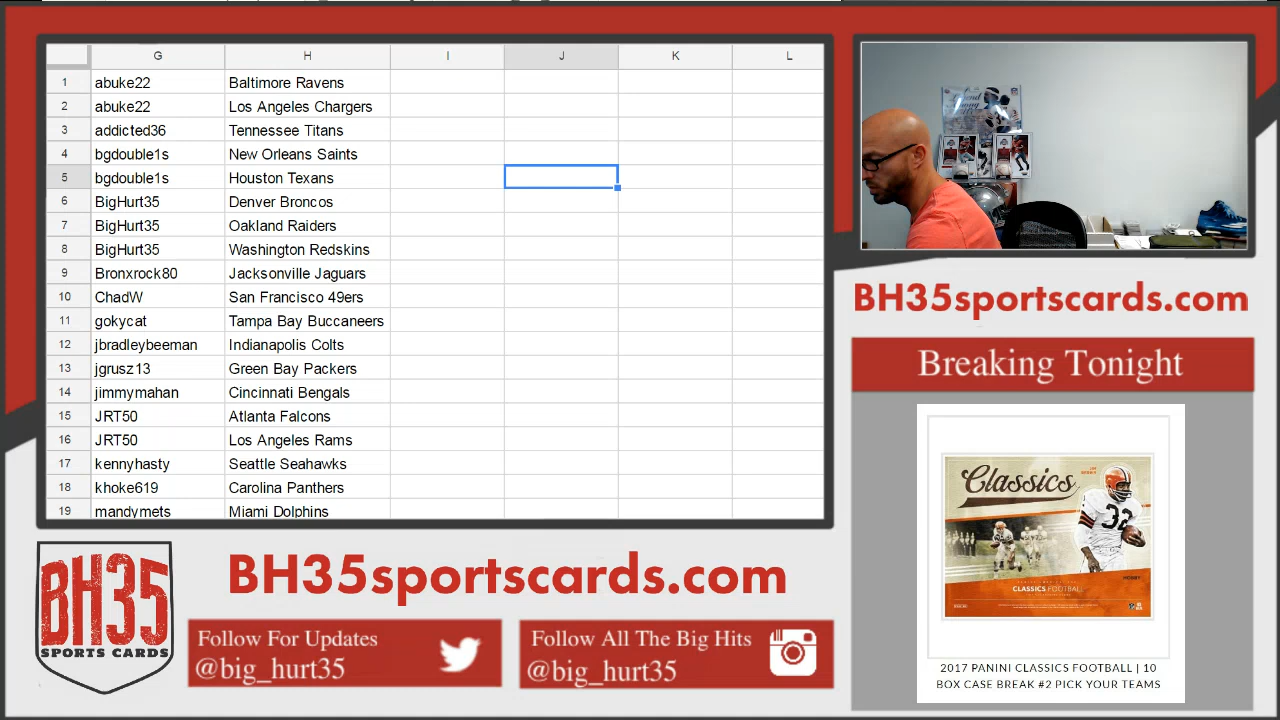 G H I J K L
1 abuke22 Baltimore Ravens
2 abuke22 Los Angeles Chargers
3 addicted36 Tennessee Titans
4 bgdouble1s New Orleans Saints
5 bgdouble1s Houston Texans
6 BigHurt35 Denver Broncos
7 BigHurt35 Oakland Raiders
8 BigHurt35 Washington Redskins
9 Bronxrock80 Jacksonville Jaguars
10 ChadW San Francisco 49ers
11 gokycat Tampa Bay Buccaneers
12 jbradleybeeman Indianapolis Colts
13 jgrusz13 Green Bay Packers
14 jimmymahan Cincinnati Bengals
15 JRT50 Atlanta Falcons
16 JRT50 Los Angeles Rams
17 kennyhasty Seattle Seahawks
18 khoke619 Carolina Panthers
19 mandymets Miami Dolphins
BH35sportscards.com
Breaking Tonight
Classics
32
CLASSICS FOOTBALL
HOBBY
2017 PANINI CLASSICS FOOTBALL | 10
BOX CASE BREAK #2 PICK YOUR TEAMS
BH35
SPORTS CARDS
BH35sportscards.com
Follow For Updates
@big_hurt35
Follow All The Big Hits
@big_hurt35